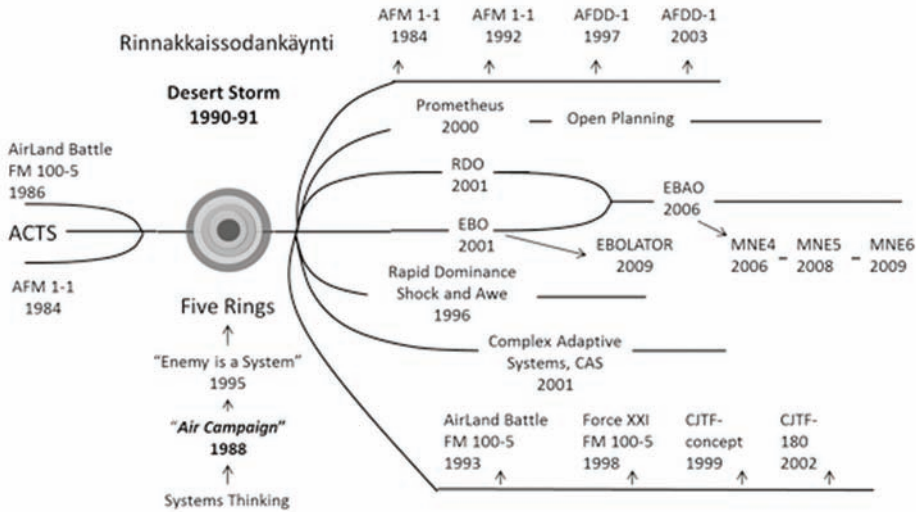 Rinnakkaissodankäynti
Desert Storm
1990-91
AirLand Battle
FM 100-5
1986
ACTS
AFM 1-1
1984
Five Rings
“Enemy is a System”
1995
“Air Campaign”
1988
Systems Thinking
AFM 1-1
1984
AFM 1-1
1992
AFDD-1
1997
AFDD-1
2003
Prometheus
2000
Open Planning
RDO
2001
EBAO
2006
EBO
2001
EBOLATOR
2009
MNE4
2006
MNE5
2008
MNE6
2009
Rapid Dominance
Shock and Awe
1996
Complex Adaptive
Systems, CAS
2001
AirLand Battle
FM 100-5
1993
Force XXI
FM 100-5
1998
CJTF-
concept
1999
CJTF-
180
2002